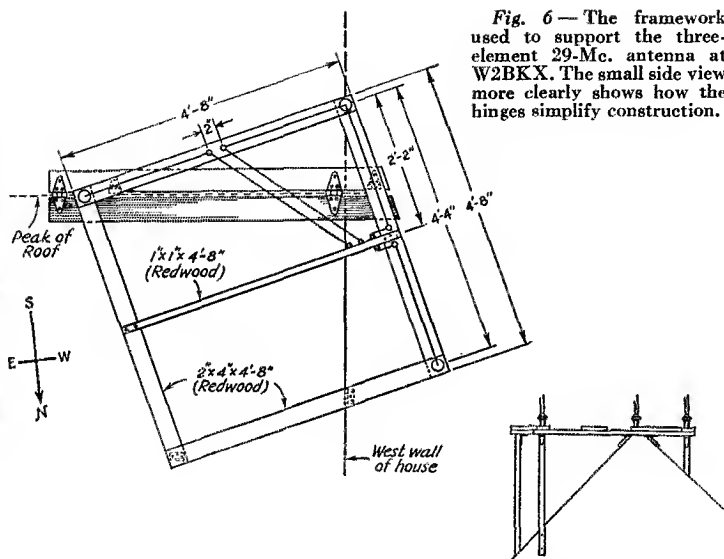 Fig. 6 — The framework
used to support the three-
element 29-Mc. antenna at
W2BKX. The small side view
more clearly shows how the
hinges simplify construction.
4'-8"
2"
2'-2"
4'-4"
4'-8"
Peak of
Roof
1"x1"x4'-8"
(Redwood)
S
E W
N
2"x4"x4'-8"
(Redwood)
West wall
of house